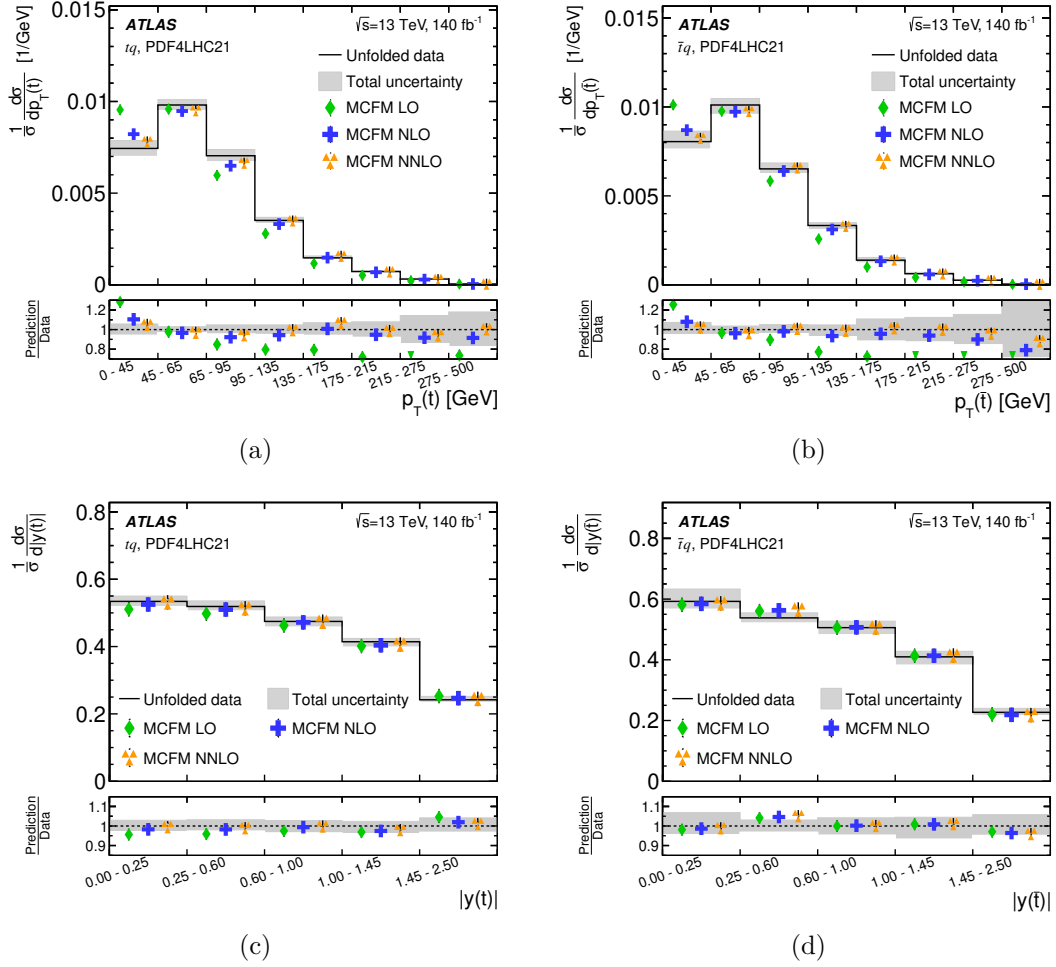 ATLAS √s=13 TeV, 140 fb-1
tq, PDF4LHC21
Unfolded data
Total uncertainty
MCFM LO
MCFM NLO
MCFM NNLO
1/σ dσ/dpT(t) [1/GeV]
0.015
0.01
0.005
0
Prediction/Data
1.2
1
0.8
0 - 45 45 - 65 65 - 95 95 - 135 135 - 175 175 - 215 215 - 275 275 - 500
pT(t) [GeV]
(a)
ATLAS √s=13 TeV, 140 fb-1
t̄q, PDF4LHC21
Unfolded data
Total uncertainty
MCFM LO
MCFM NLO
MCFM NNLO
1/σ dσ/dpT(t̄) [1/GeV]
0.015
0.01
0.005
0
Prediction/Data
1.2
1
0.8
0 - 45 45 - 65 65 - 95 95 - 135 135 - 175 175 - 215 215 - 275 275 - 500
pT(t̄) [GeV]
(b)
ATLAS √s=13 TeV, 140 fb-1
tq, PDF4LHC21
1/σ dσ/d|y(t)|
0.8
0.6
0.4
0.2
0
Unfolded data Total uncertainty
MCFM LO MCFM NLO
MCFM NNLO
Prediction/Data
1.1
1
0.9
0.00 - 0.25 0.25 - 0.60 0.60 - 1.00 1.00 - 1.45 1.45 - 2.50
|y(t)|
(c)
ATLAS √s=13 TeV, 140 fb-1
t̄q, PDF4LHC21
1/σ dσ/d|y(t̄)|
0.8
0.6
0.4
0.2
0
Unfolded data Total uncertainty
MCFM LO MCFM NLO
MCFM NNLO
Prediction/Data
1.1
1
0.9
0.00 - 0.25 0.25 - 0.60 0.60 - 1.00 1.00 - 1.45 1.45 - 2.50
|y(t̄)|
(d)